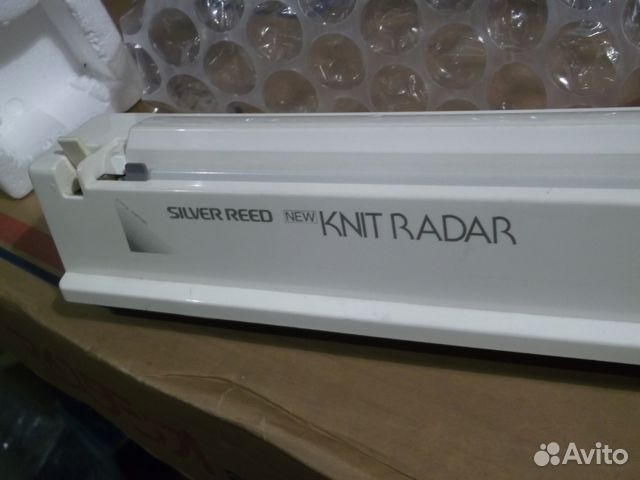 SILVER REED NEW KNIT RADAR
Avito